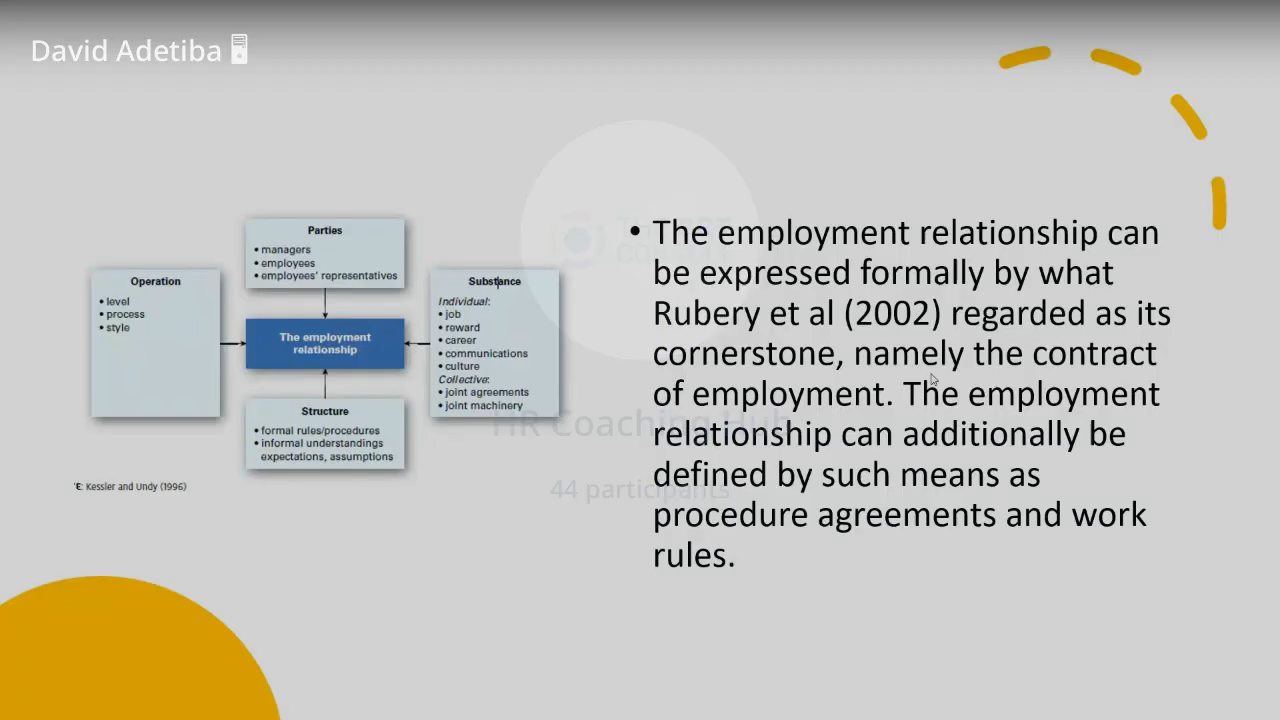 David Adetiba
Parties
• managers
• employees
• employees' representatives
Operation
• level
• process
• style
The employment
relationship
Substance
Individual:
• job
• reward
• career
• communications
• culture
Collective:
• joint agreements
• joint machinery
Structure
• formal rules/procedures
• informal understandings
expectations, assumptions
Kessler and Undy (1996)
• The employment relationship can
be expressed formally by what
Rubery et al (2002) regarded as its
cornerstone, namely the contract
of employment. The employment
relationship can additionally be
defined by such means as
procedure agreements and work
rules.
HR Coaching Hub
44 participants